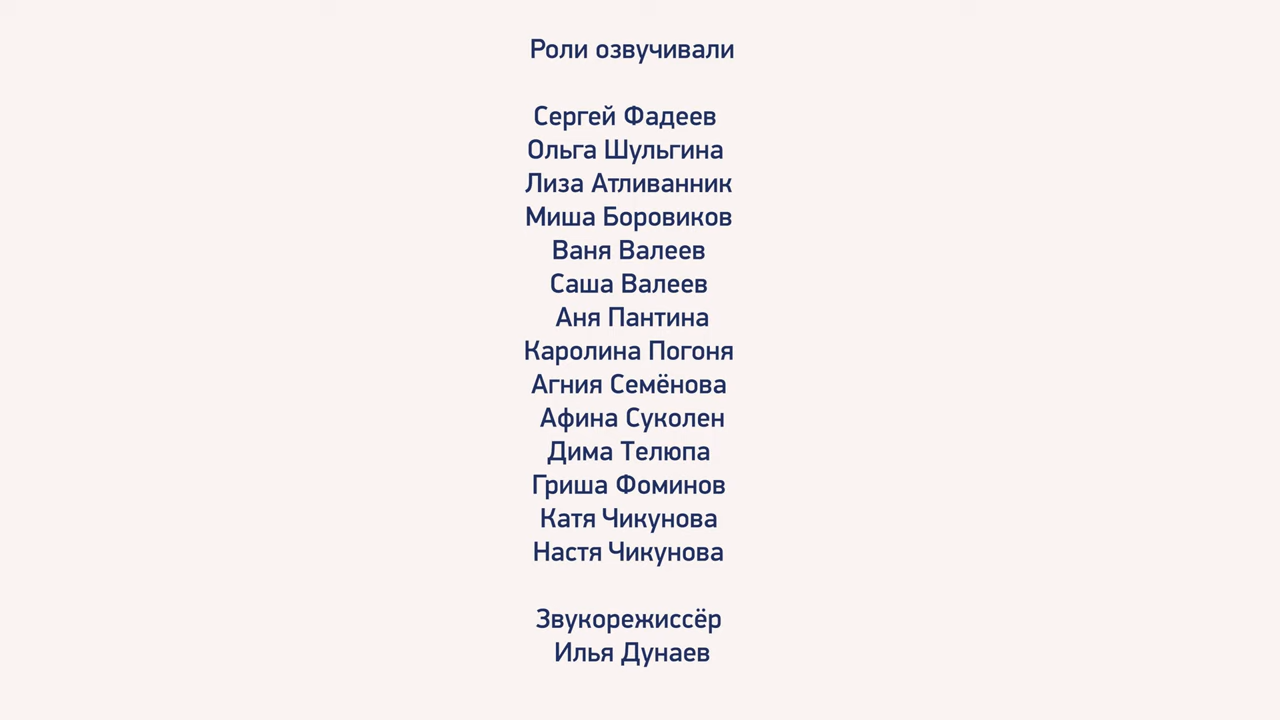 Роли озвучивали
Сергей Фадеев
Ольга Шульгина
Лиза Атливанник
Миша Боровиков
Ваня Валеев
Саша Валеев
Аня Пантина
Каролина Погоня
Агния Семёнова
Афина Суколен
Дима Телюпа
Гриша Фоминов
Катя Чикунова
Настя Чикунова
Звукорежиссёр
Илья Дунаев